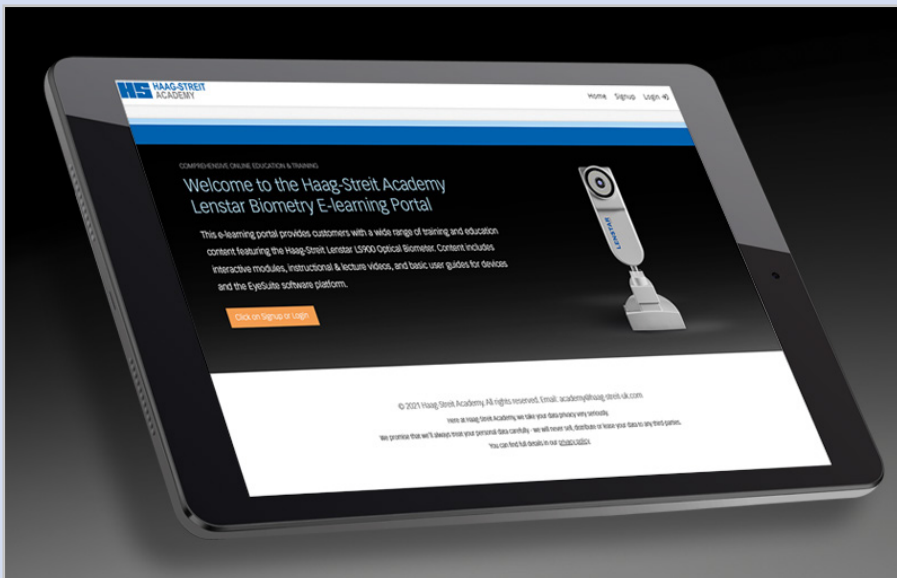 HS HAAG-STREIT
ACADEMY
Home Signup Login
COMPREHENSIVE ONLINE EDUCATION & TRAINING
Welcome to the Haag-Streit Academy
Lenstar Biometry E-learning Portal
This e-learning portal provides customers with a wide range of training and education
content featuring the Haag-Streit Lenstar LS900 Optical Biometer. Content includes
interactive modules, instructional & lecture videos, and basic user guides for devices
and the EyeSuite software platform.
Click on Signup or Login
LENSTAR
© 2021 Haag Streit Academy. All rights reserved. Email: academy@haag-streit-uk.com
Here at Haag-Streit Academy, we take your data privacy very seriously.
We promise that we'll always treat your personal data carefully - we will never sell, distribute or lease your data to any third parties.
You can find full details in our privacy policy.